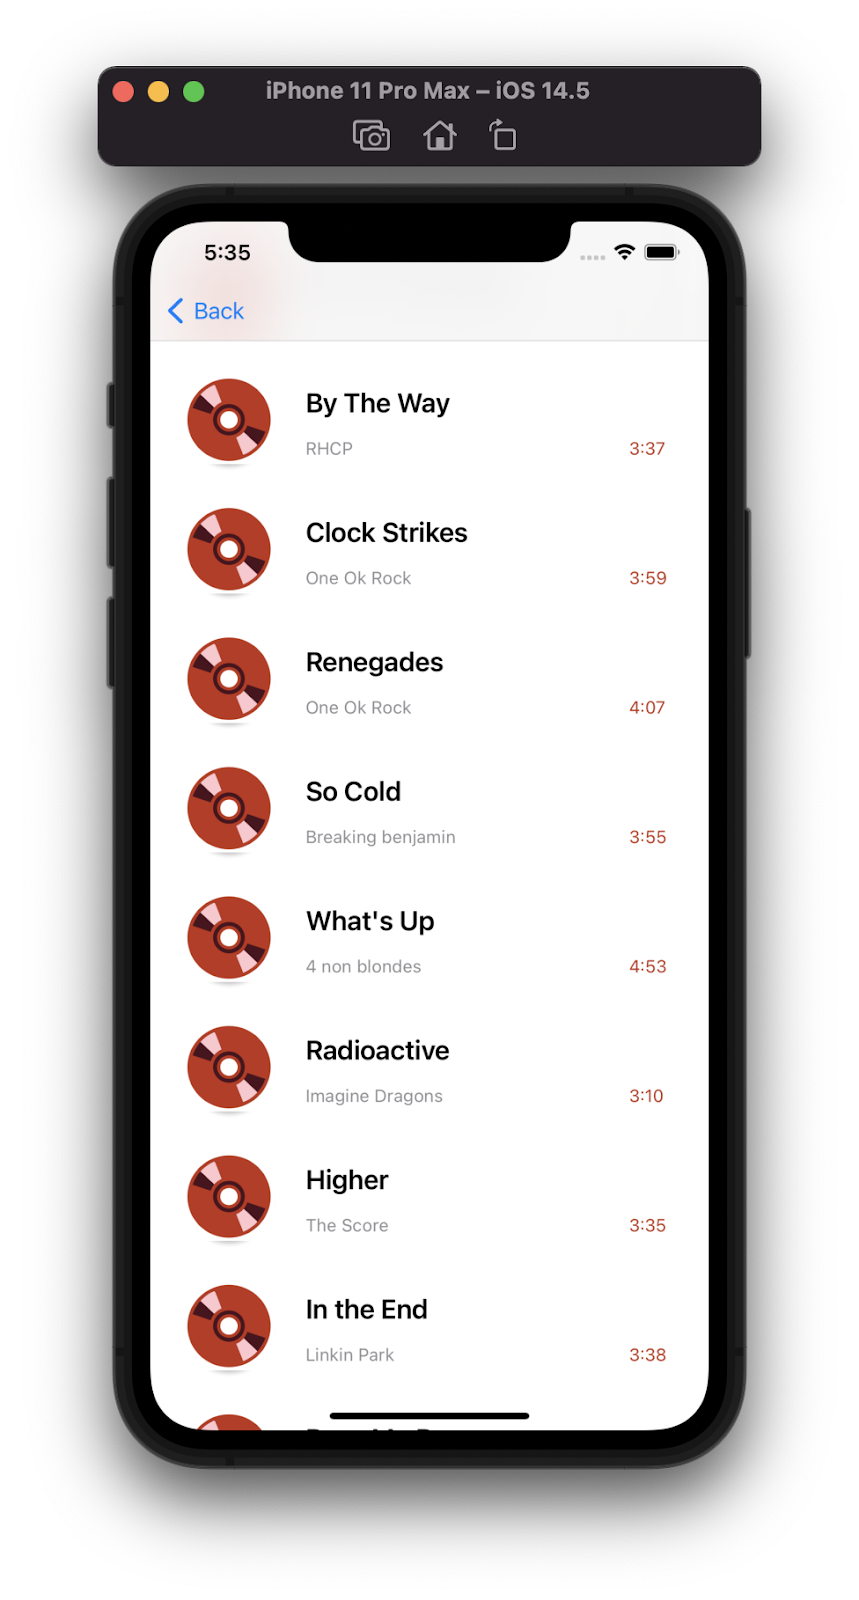 iPhone 11 Pro Max – iOS 14.5
5:35
Back
By The Way
RHCP 3:37
Clock Strikes
One Ok Rock 3:59
Renegades
One Ok Rock 4:07
So Cold
Breaking benjamin 3:55
What's Up
4 non blondes 4:53
Radioactive
Imagine Dragons 3:10
Higher
The Score 3:35
In the End
Linkin Park 3:38